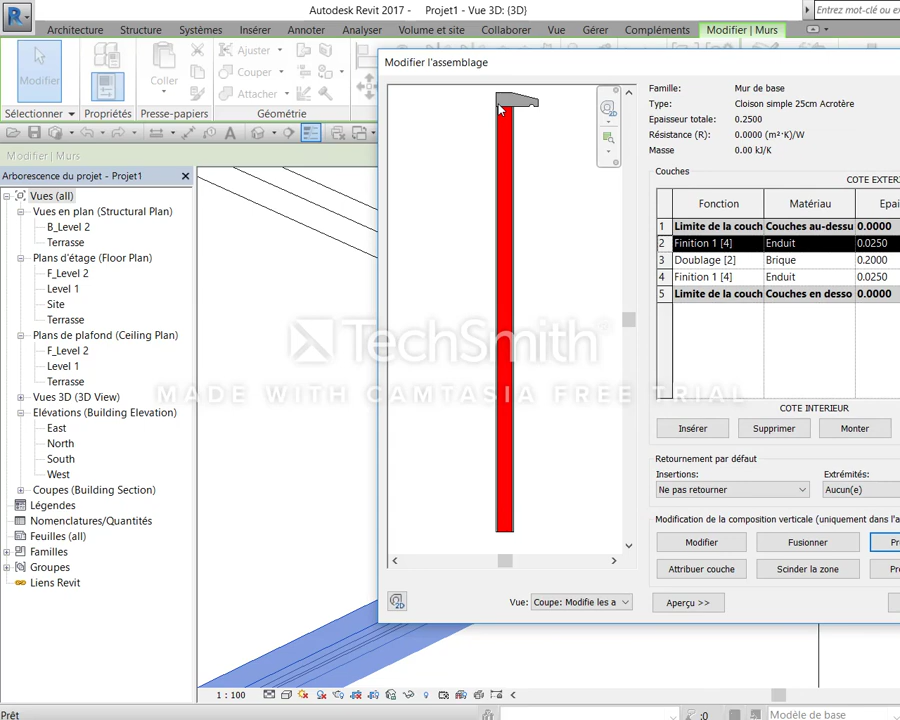 Autodesk Revit 2017 - Projet1 - Vue 3D: {3D}
Entrez mot-clé ou e
Architecture Structure Systèmes Insérer Annoter Analyser Volume et site Collaborer Vue Gérer Compléments Modifier | Murs
Modifier
Coller
Ajuster
Couper
Attacher
Sélectionner Propriétés Presse-papiers Géométrie
Modifier | Murs
Arborescence du projet - Projet1
Vues (all)
Vues en plan (Structural Plan)
B_Level 2
Terrasse
Plans d'étage (Floor Plan)
F_Level 2
Level 1
Site
Terrasse
Plans de plafond (Ceiling Plan)
F_Level 2
Level 1
Terrasse
Vues 3D (3D View)
Elévations (Building Elevation)
East
North
South
West
Coupes (Building Section)
Légendes
Nomenclatures/Quantités
Feuilles (all)
Familles
Groupes
Liens Revit
Modifier l'assemblage
2D
Famille: Mur de base
Type: Cloison simple 25cm Acrotère
Epaisseur totale: 0.2500
Résistance (R): 0.0000 (m²·K)/W
Masse 0.00 kJ/K
Couches
COTE EXTERI
Fonction Matériau Epai
1 Limite de la couch Couches au-dessu 0.0000
2 Finition 1 [4] Enduit 0.0250
3 Doublage [2] Brique 0.2000
4 Finition 1 [4] Enduit 0.0250
5 Limite de la couch Couches en desso 0.0000
COTE INTERIEUR
Insérer Supprimer Monter
Retournement par défaut
Insertions: Extrémités:
Ne pas retourner Aucun(e)
Modification de la composition verticale (uniquement dans l'a
Modifier Fusionner Pr
Attribuer couche Scinder la zone Pr
2D
Vue: Coupe: Modifie les a Aperçu >>
TechSmith
MADE WITH CAMTASIA FREE TRIAL
1 : 100
Prêt
:0
Modèle de base